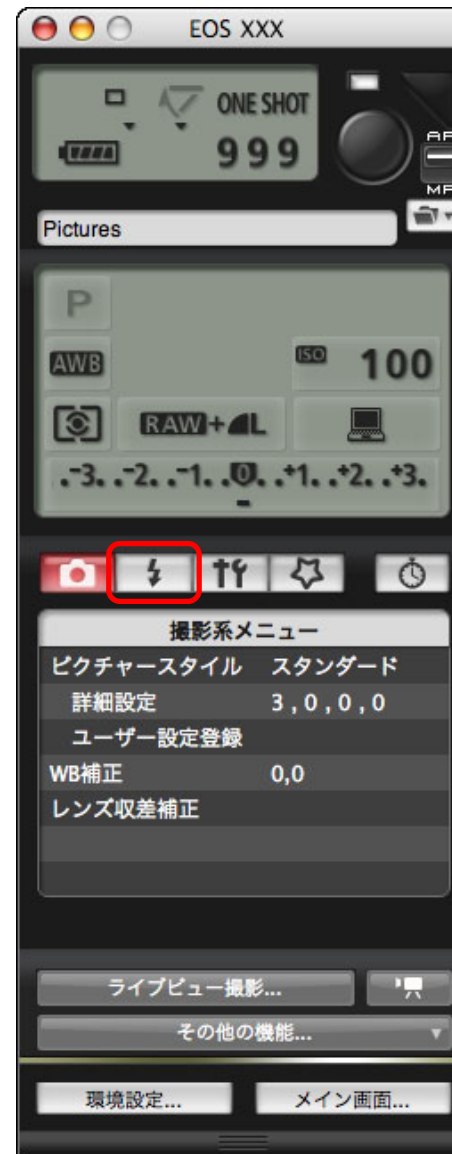 EOS XXX
ONE SHOT
999
AF
MF
Pictures
P
AWB
ISO 100
RAW+L
.-3..-2..-1..0..+1..+2..+3.
撮影系メニュー
ピクチャースタイル スタンダード
詳細設定 3,0,0,0
ユーザー設定登録
WB補正 0,0
レンズ収差補正
ライブビュー撮影...
その他の機能...
環境設定... メイン画面...